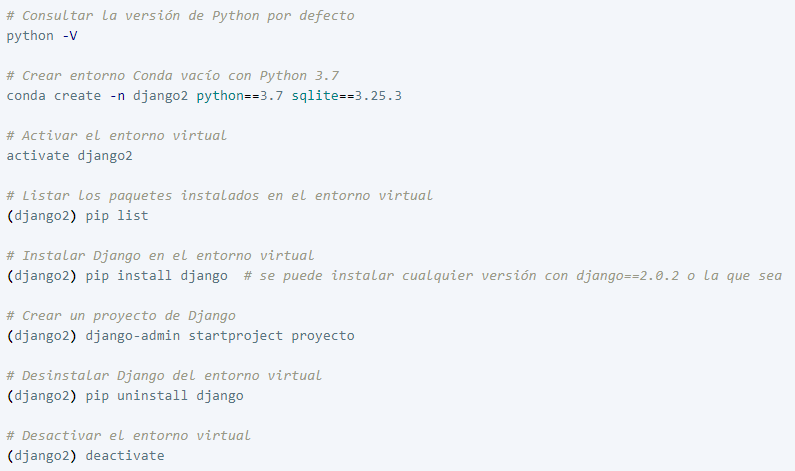 # Consultar la versión de Python por defecto
python -V
# Crear entorno Conda vacío con Python 3.7
conda create -n django2 python==3.7 sqlite==3.25.3
# Activar el entorno virtual
activate django2
# Listar los paquetes instalados en el entorno virtual
(django2) pip list
# Instalar Django en el entorno virtual
(django2) pip install django  # se puede instalar cualquier versión con django==2.0.2 o la que sea
# Crear un proyecto de Django
(django2) django-admin startproject proyecto
# Desinstalar Django del entorno virtual
(django2) pip uninstall django
# Desactivar el entorno virtual
(django2) deactivate